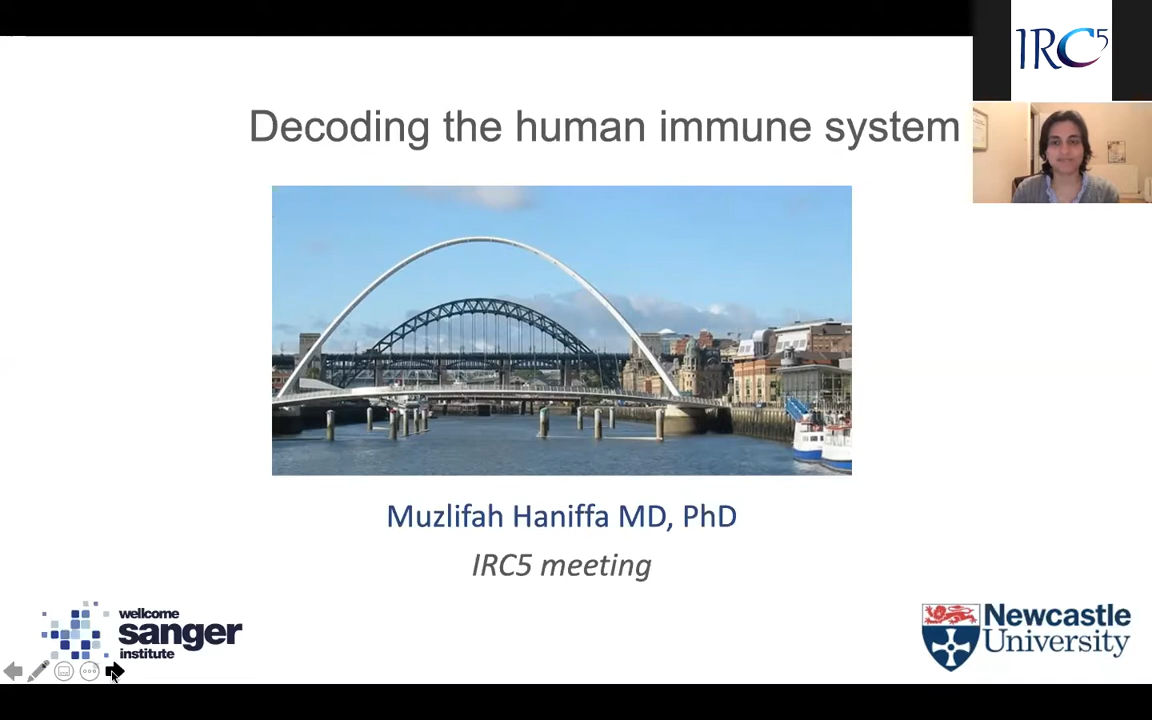 IRC5
Decoding the human immune system
Muzlifah Haniffa MD, PhD
IRC5 meeting
wellcome
sanger
institute
Newcastle
University